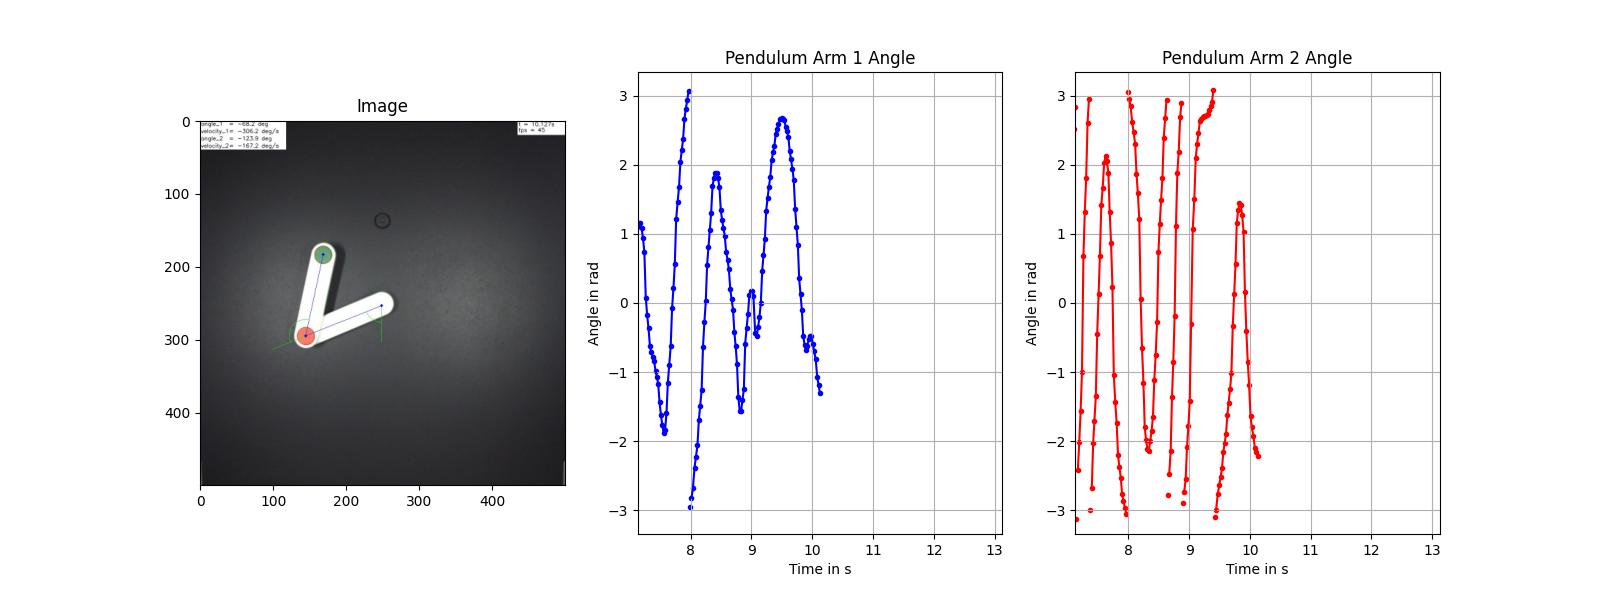 Image
angle_1 = -68.2 deg
velocity_1= -306.2 deg/s
angle_2 = -123.9 deg
velocity_2= -167.2 deg/s
t = 10.127s
fps = 45
0
100
200
300
400
0 100 200 300 400
Pendulum Arm 1 Angle
Angle in rad
3
2
1
0
−1
−2
−3
8 9 10 11 12 13
Time in s
Pendulum Arm 2 Angle
Angle in rad
3
2
1
0
−1
−2
−3
8 9 10 11 12 13
Time in s